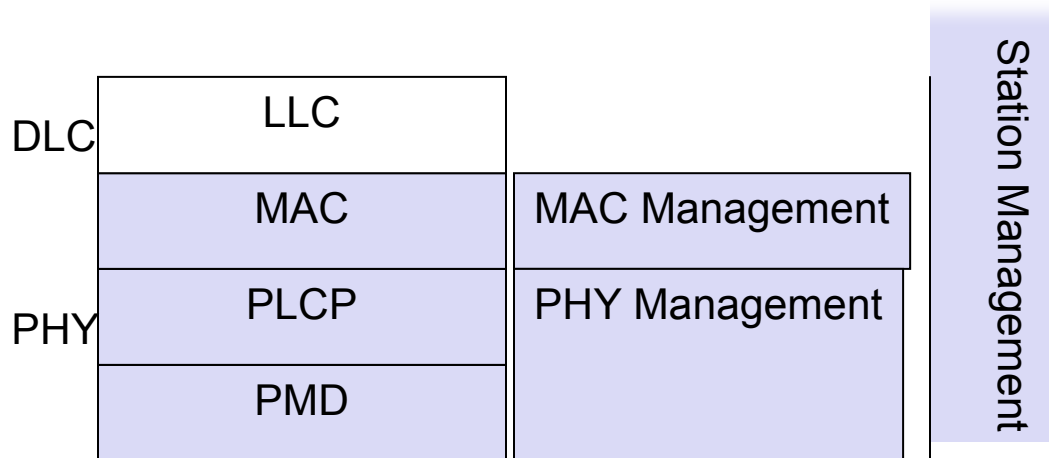 DLC
LLC
MAC
MAC Management
PHY
PLCP
PHY Management
PMD
Station Management